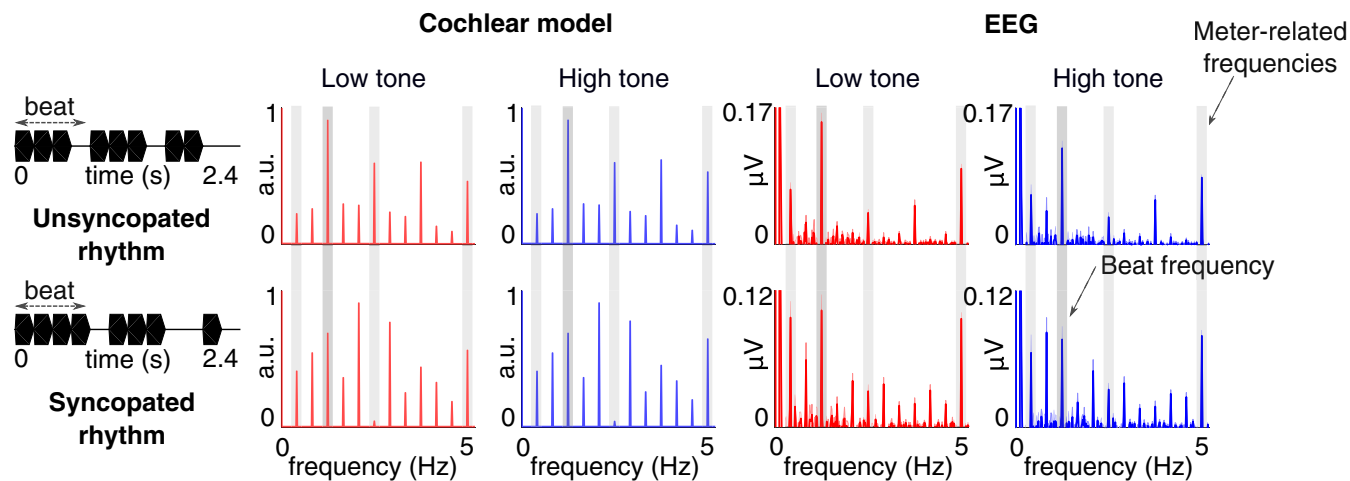 Cochlear model
EEG
Meter-related
frequencies
Low tone
High tone
Low tone
High tone
beat
0
time (s)
2.4
Unsyncopated
rhythm
1
a.u.
0
1
a.u.
0
0.17
µV
0
0.17
µV
0
Beat frequency
beat
0
time (s)
2.4
Syncopated
rhythm
1
a.u.
0
0
5
frequency (Hz)
1
a.u.
0
0
5
frequency (Hz)
0.12
µV
0
0
5
frequency (Hz)
0.12
µV
0
0
5
frequency (Hz)